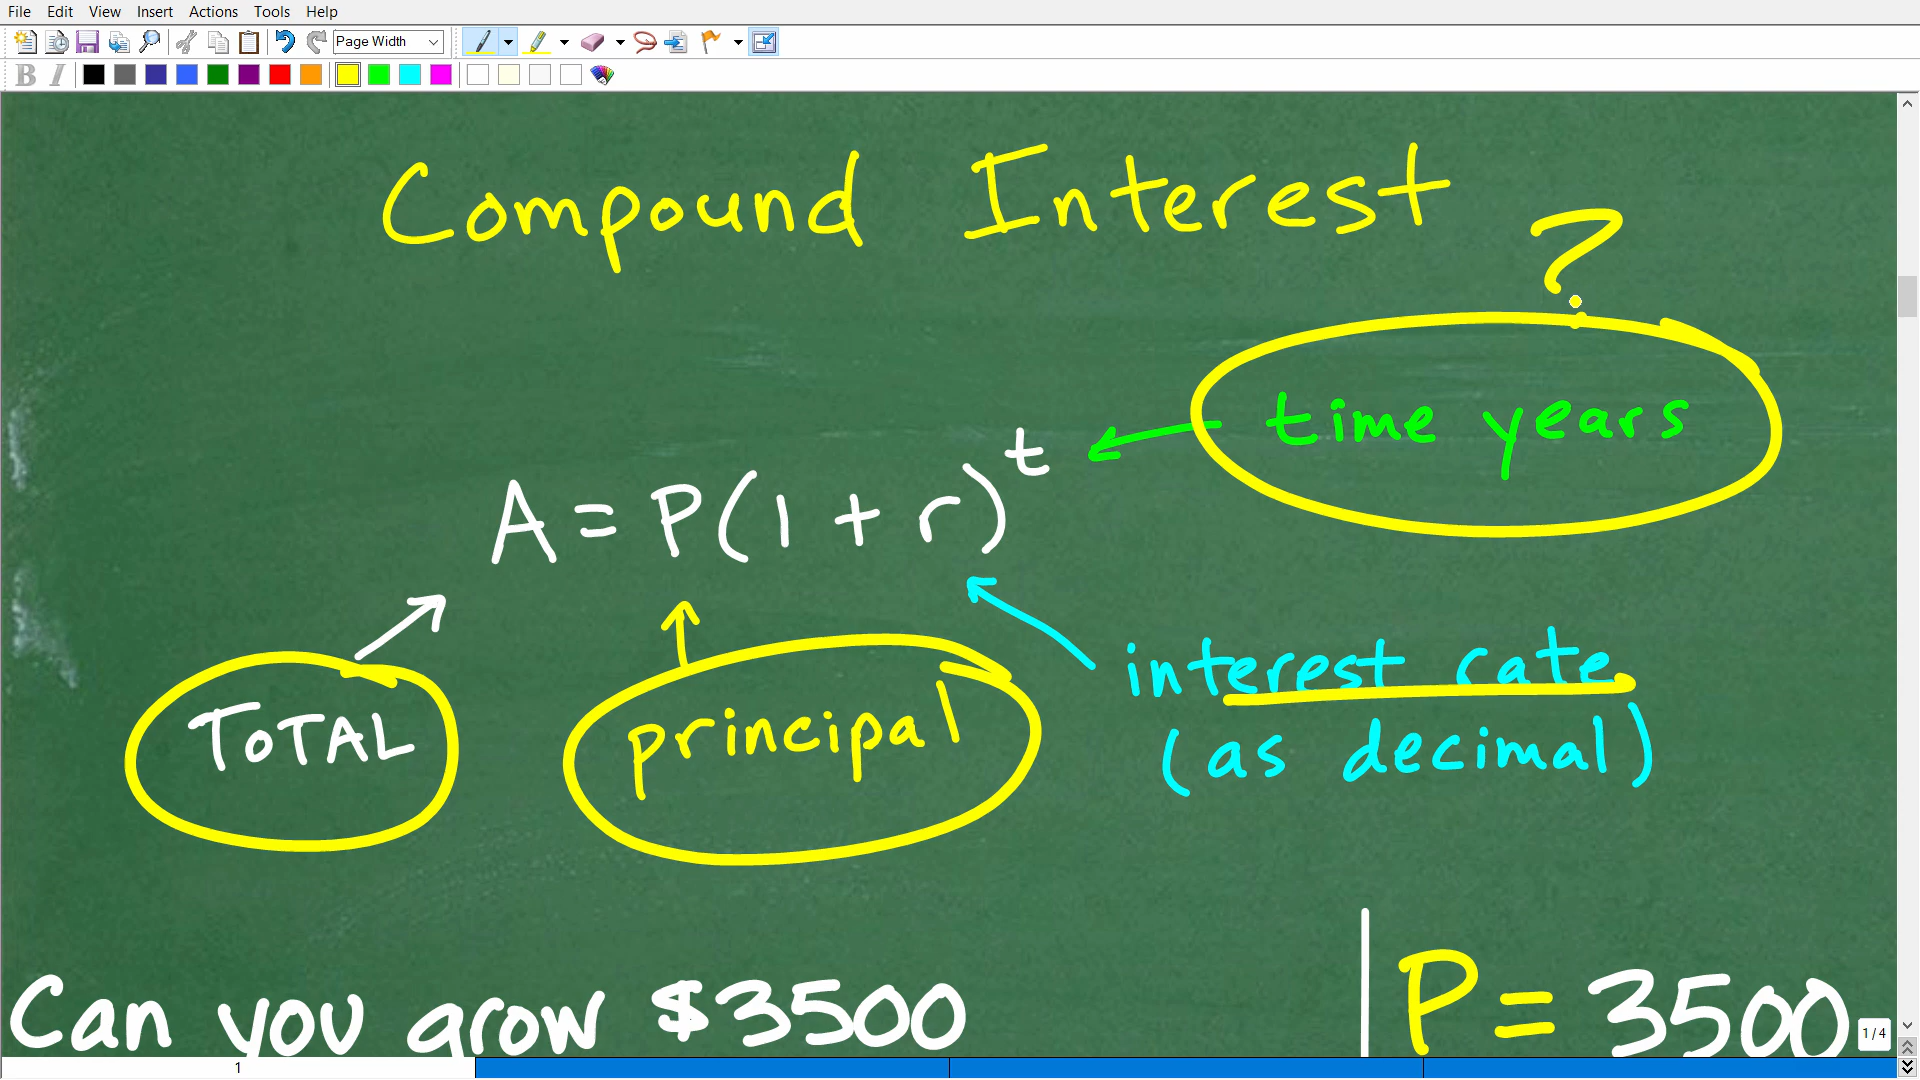 File Edit View Insert Actions Tools Help
Page Width
B I
Compound Interest
?
time years
A = P(1 + r)^t
interest rate
TOTAL principal
(as decimal)
Can you grow $3500
P = 3500
1 / 4
1